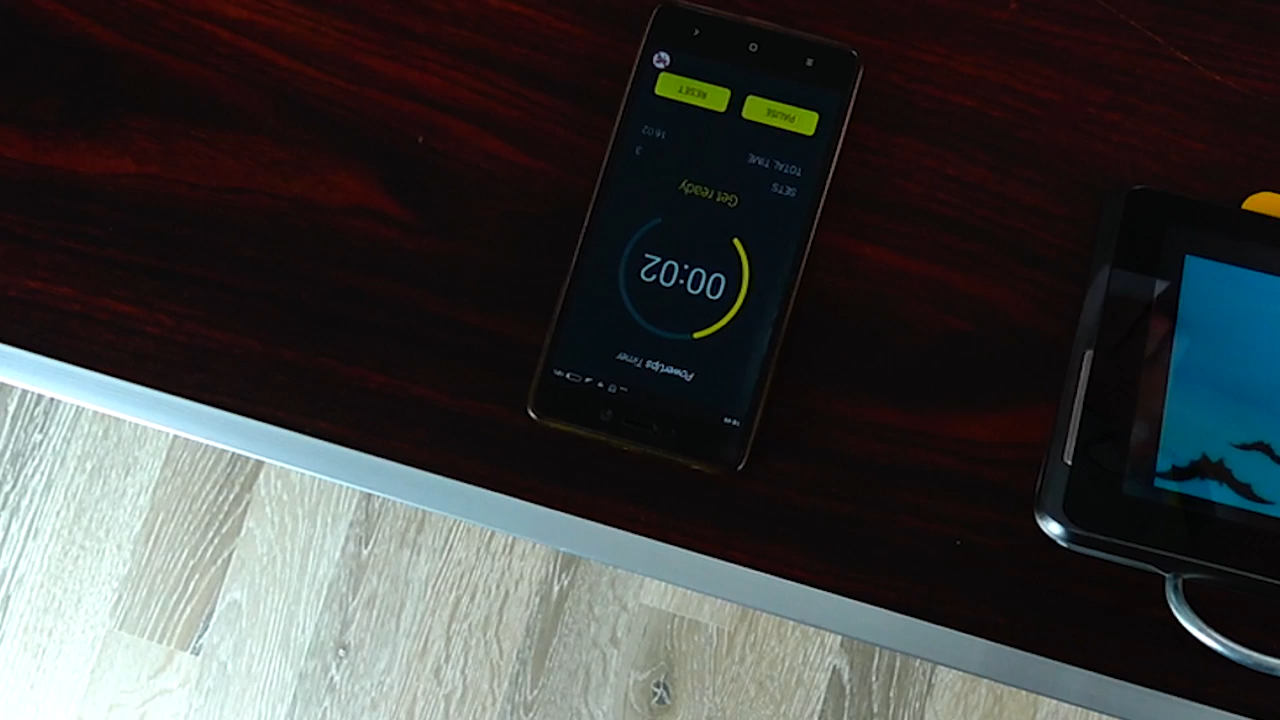 PowerUps Timer
00:02
Get ready
SETS 3
TOTAL TIME 16:02
PAUSE RESET